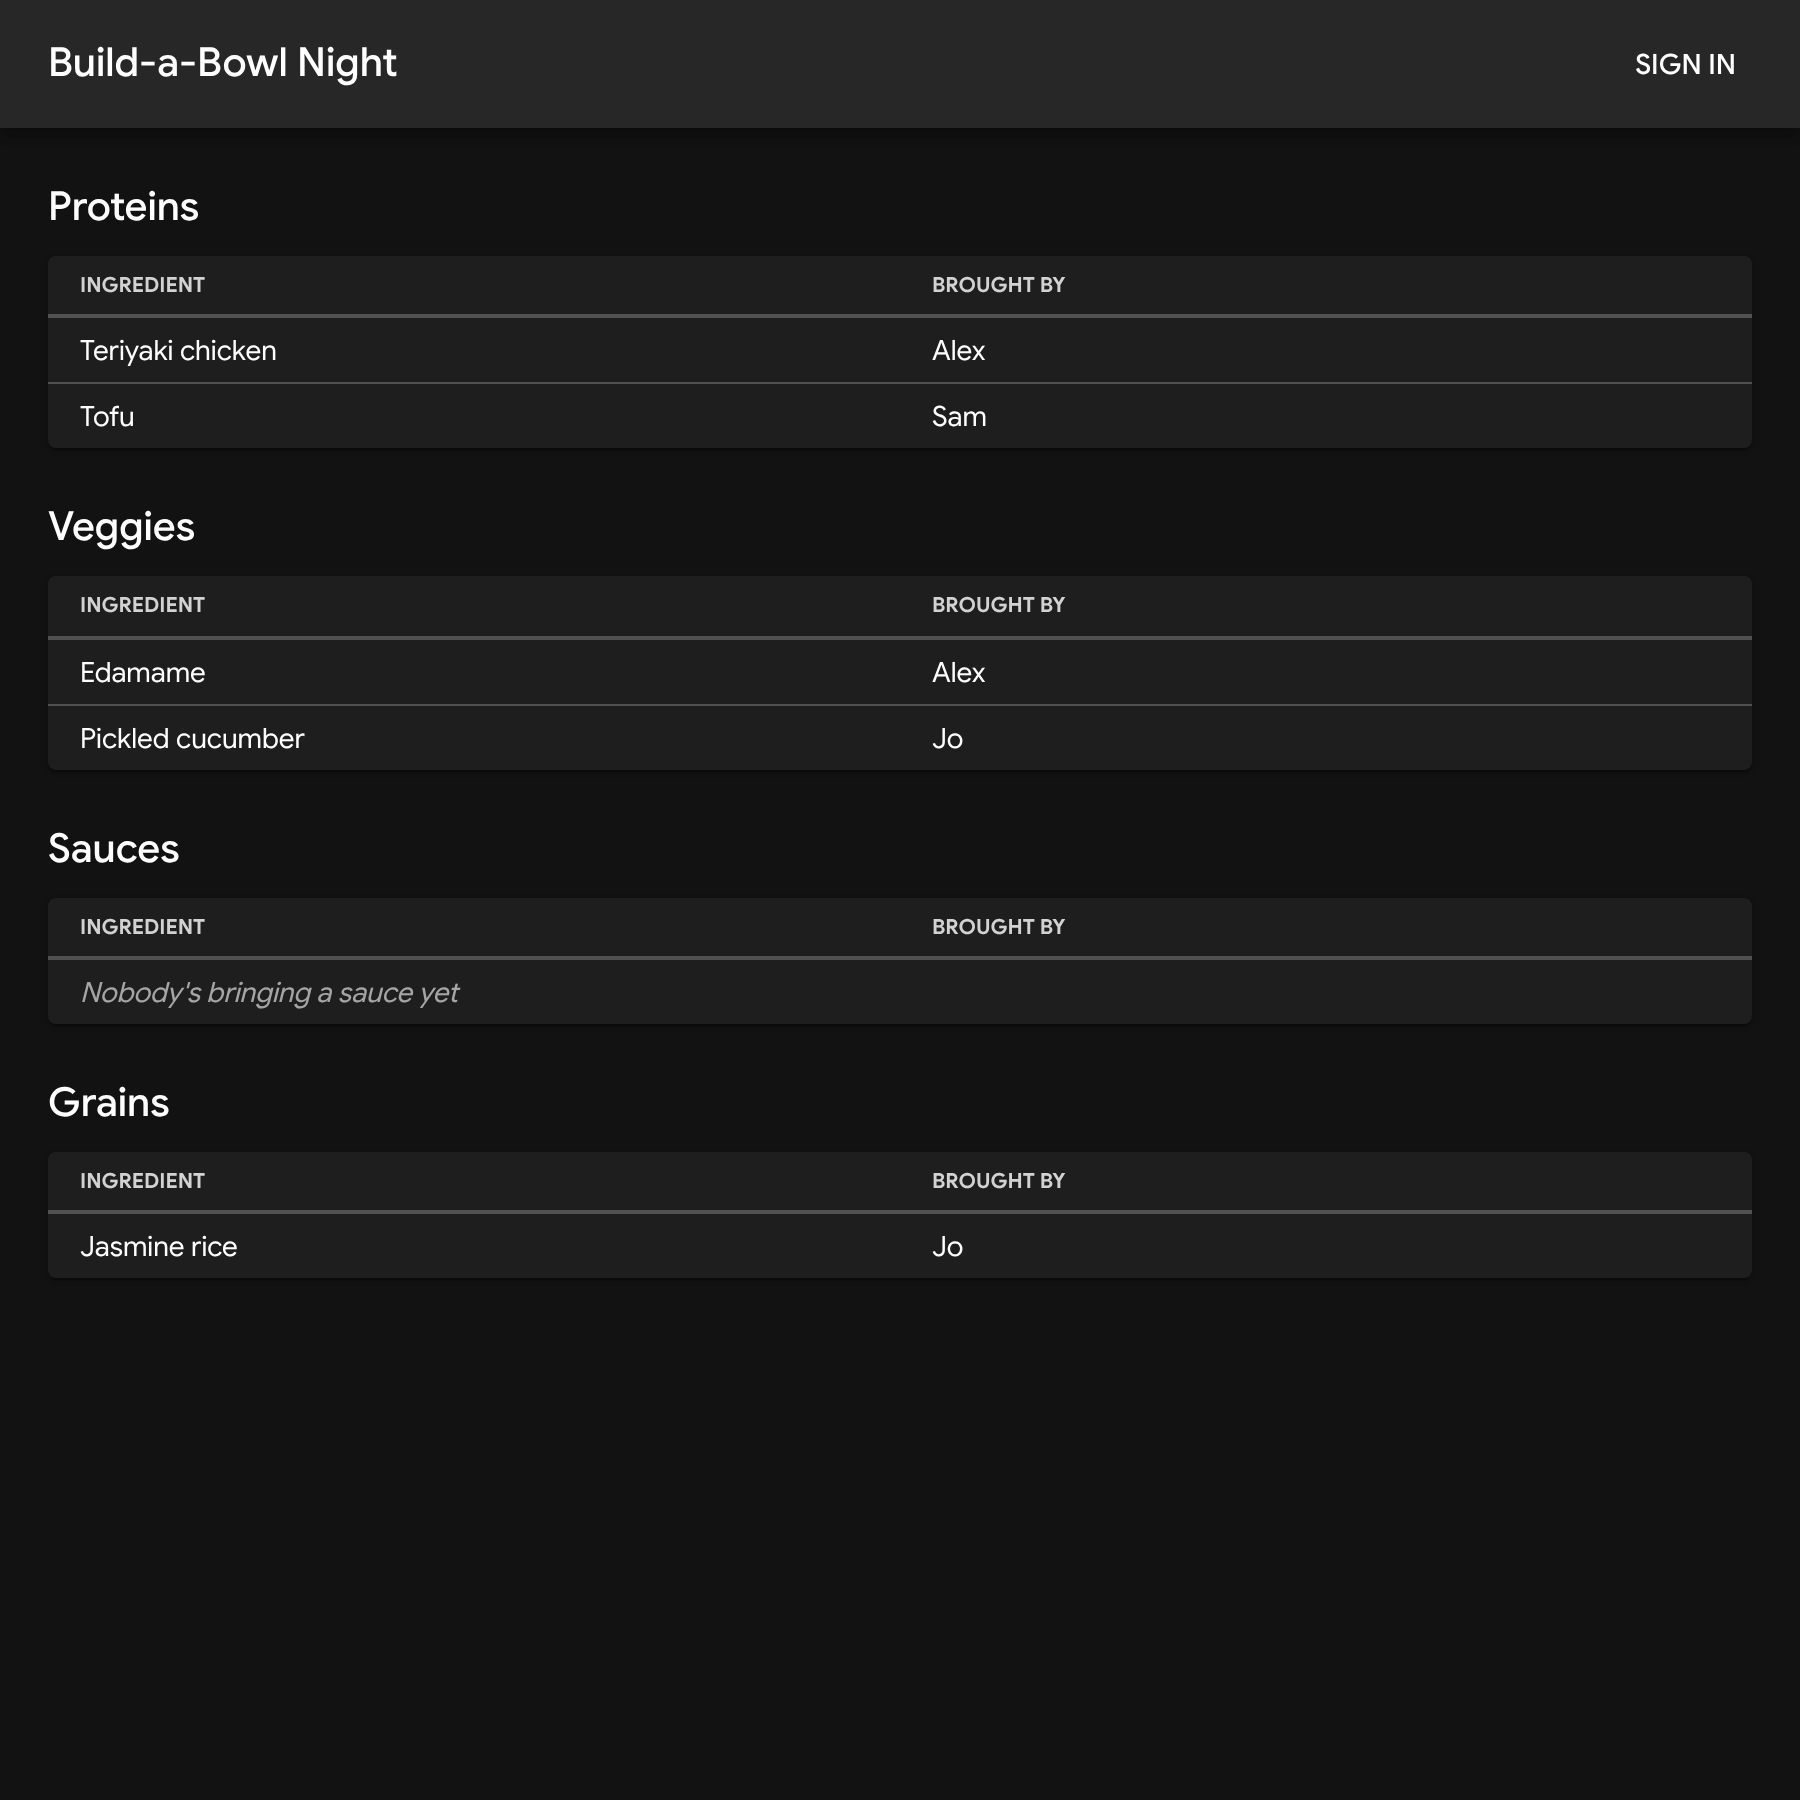 Build-a-Bowl Night
SIGN IN
Proteins
INGREDIENT BROUGHT BY
Teriyaki chicken Alex
Tofu Sam
Veggies
INGREDIENT BROUGHT BY
Edamame Alex
Pickled cucumber Jo
Sauces
INGREDIENT BROUGHT BY
Nobody's bringing a sauce yet
Grains
INGREDIENT BROUGHT BY
Jasmine rice Jo